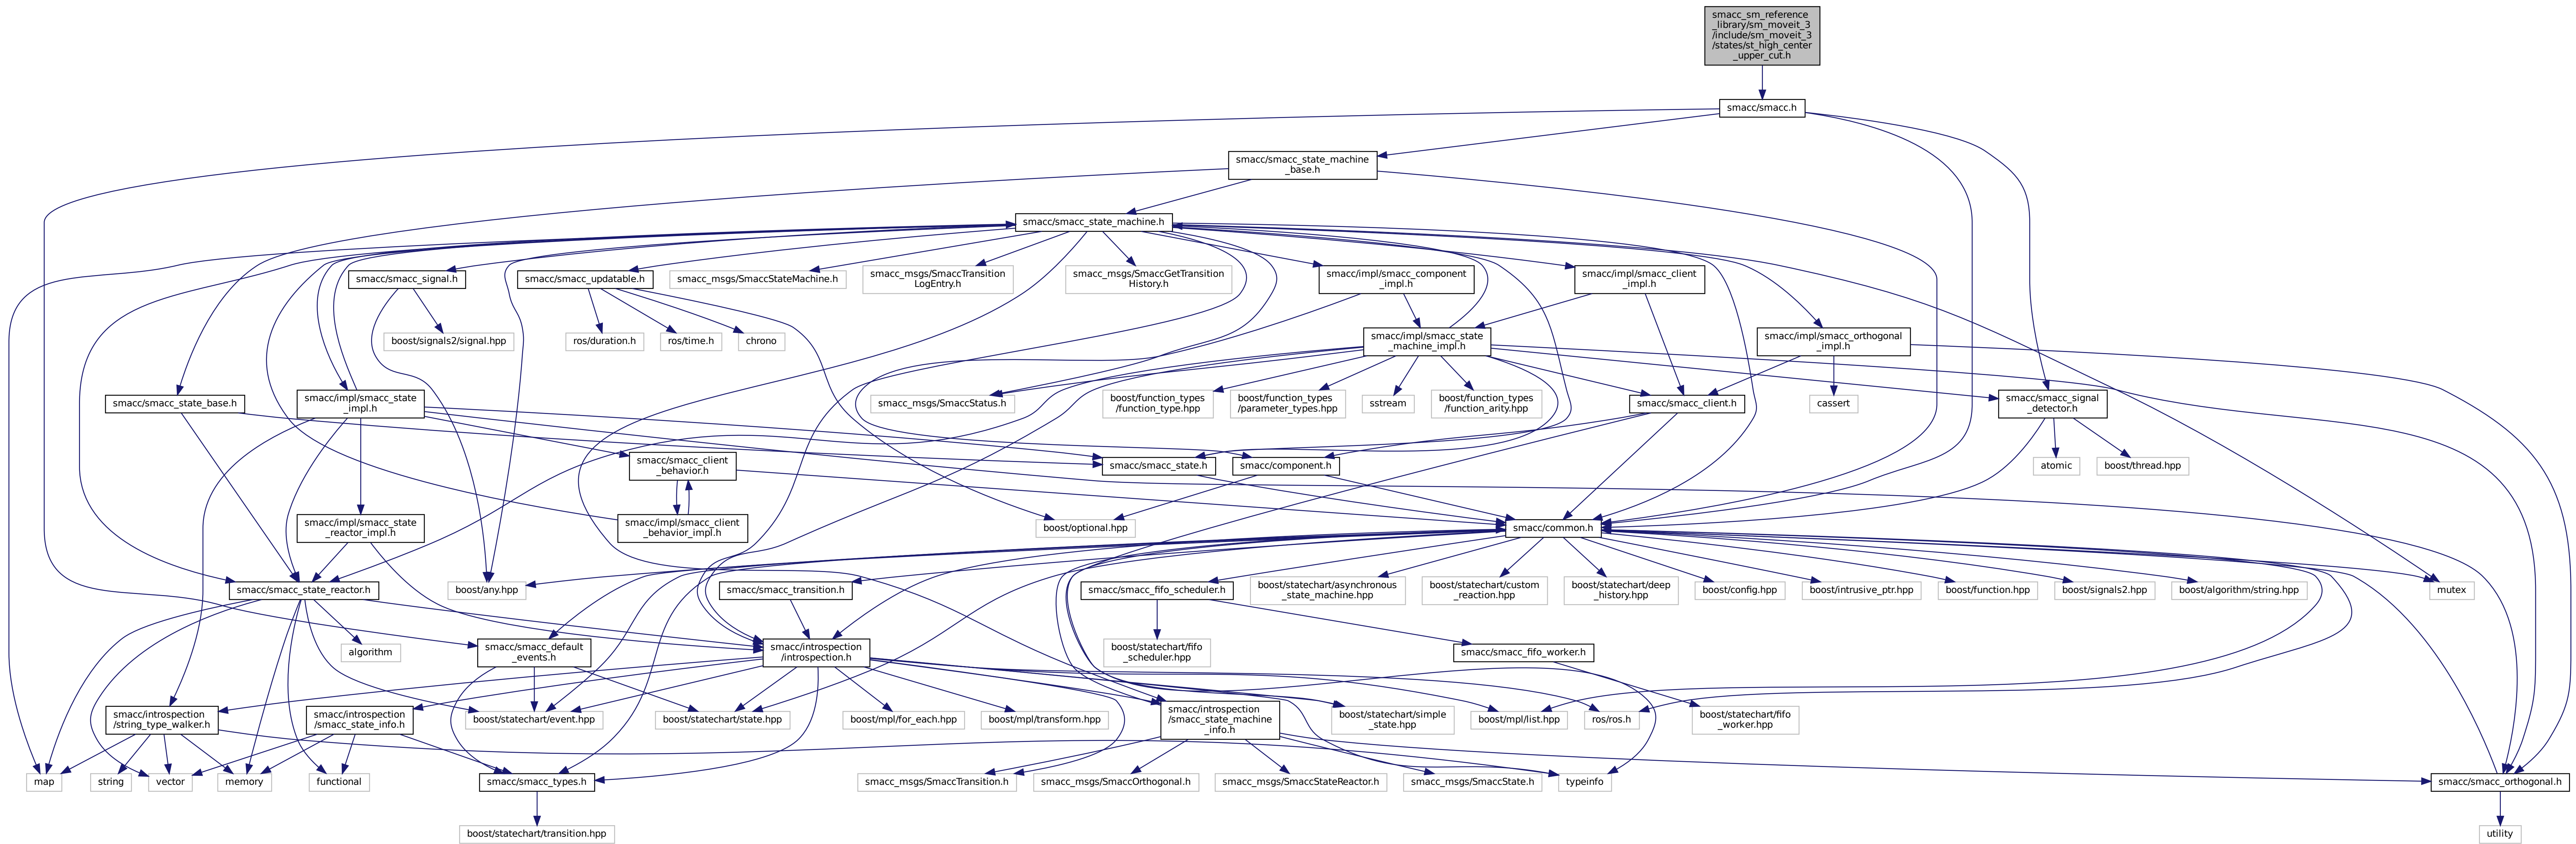 smacc_sm_reference
_library/sm_moveit_3
/include/sm_moveit_3
/states/st_high_center
_upper_cut.h
smacc/smacc.h
smacc/smacc_state_machine
_base.h
smacc/smacc_state_machine.h
smacc/smacc_signal.h
smacc/smacc_updatable.h
smacc_msgs/SmaccStateMachine.h
smacc_msgs/SmaccTransition
LogEntry.h
smacc_msgs/SmaccGetTransition
History.h
smacc/impl/smacc_component
_impl.h
smacc/impl/smacc_client
_impl.h
boost/signals2/signal.hpp
ros/duration.h
ros/time.h
chrono
smacc/impl/smacc_state
_machine_impl.h
smacc/impl/smacc_orthogonal
_impl.h
smacc/smacc_state_base.h
smacc/impl/smacc_state
_impl.h
smacc_msgs/SmaccStatus.h
boost/function_types
/function_type.hpp
boost/function_types
/parameter_types.hpp
sstream
boost/function_types
/function_arity.hpp
smacc/smacc_client.h
cassert
smacc/smacc_signal
_detector.h
smacc/smacc_client
_behavior.h
smacc/smacc_state.h
smacc/component.h
atomic
boost/thread.hpp
smacc/impl/smacc_state
_reactor_impl.h
smacc/impl/smacc_client
_behavior_impl.h
boost/optional.hpp
smacc/common.h
smacc/smacc_state_reactor.h
boost/any.hpp
smacc/smacc_transition.h
smacc/smacc_fifo_scheduler.h
boost/statechart/asynchronous
_state_machine.hpp
boost/statechart/custom
_reaction.hpp
boost/statechart/deep
_history.hpp
boost/config.hpp
boost/intrusive_ptr.hpp
boost/function.hpp
boost/signals2.hpp
boost/algorithm/string.hpp
mutex
algorithm
smacc/smacc_default
_events.h
smacc/introspection
/introspection.h
boost/statechart/fifo
_scheduler.hpp
smacc/smacc_fifo_worker.h
smacc/introspection
/string_type_walker.h
smacc/introspection
/smacc_state_info.h
boost/statechart/event.hpp
boost/statechart/state.hpp
boost/mpl/for_each.hpp
boost/mpl/transform.hpp
smacc/introspection
/smacc_state_machine
_info.h
boost/statechart/simple
_state.hpp
boost/mpl/list.hpp
ros/ros.h
boost/statechart/fifo
_worker.hpp
map
string
vector
memory
functional
smacc/smacc_types.h
smacc_msgs/SmaccTransition.h
smacc_msgs/SmaccOrthogonal.h
smacc_msgs/SmaccStateReactor.h
smacc_msgs/SmaccState.h
typeinfo
smacc/smacc_orthogonal.h
boost/statechart/transition.hpp
utility